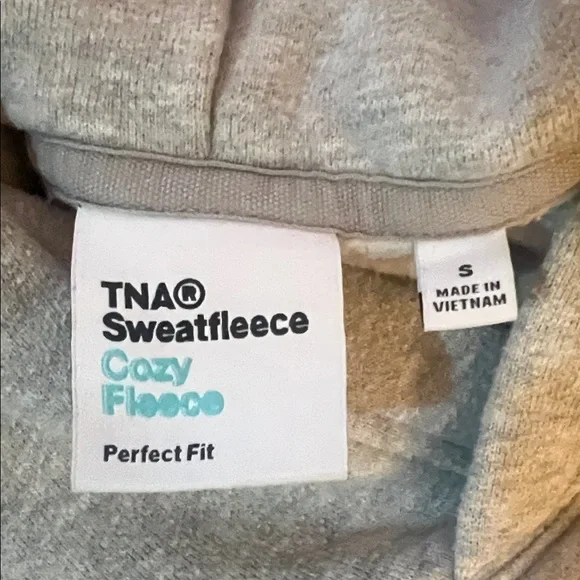 TNA®
Sweatfleece
Cozy
Fleece
Perfect Fit
S
MADE IN
VIETNAM